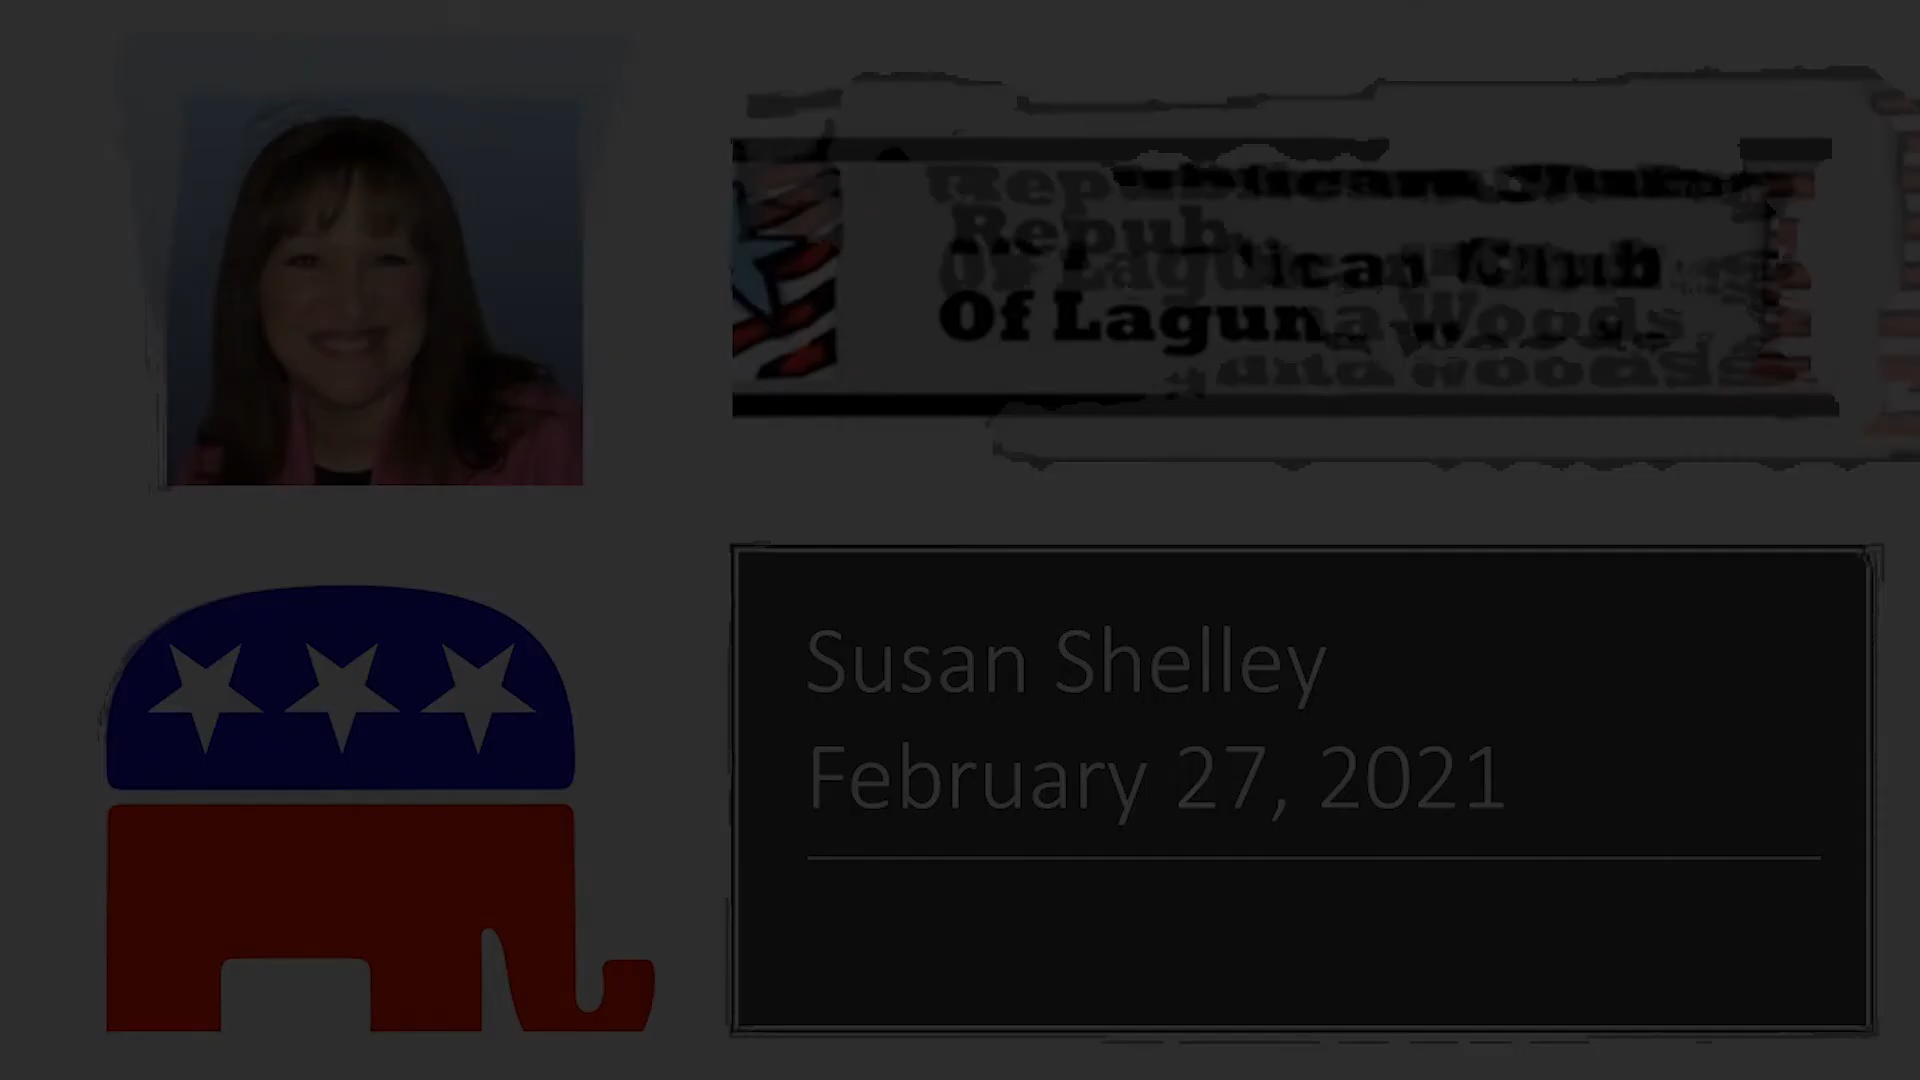 Republican Club
Of Laguna Woods
Susan Shelley
February 27, 2021